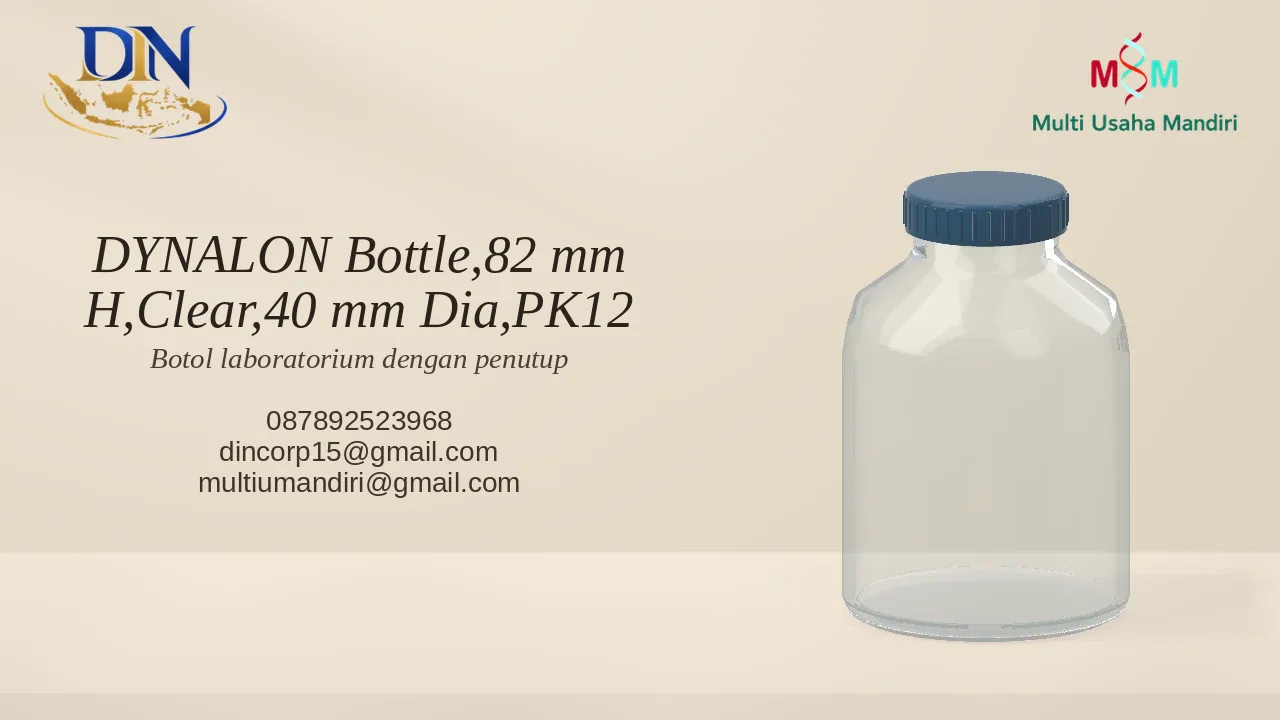 DN
M M
Multi Usaha Mandiri
DYNALON Bottle,82 mm
H,Clear,40 mm Dia,PK12
Botol laboratorium dengan penutup
087892523968
dincorp15@gmail.com
multiumandiri@gmail.com